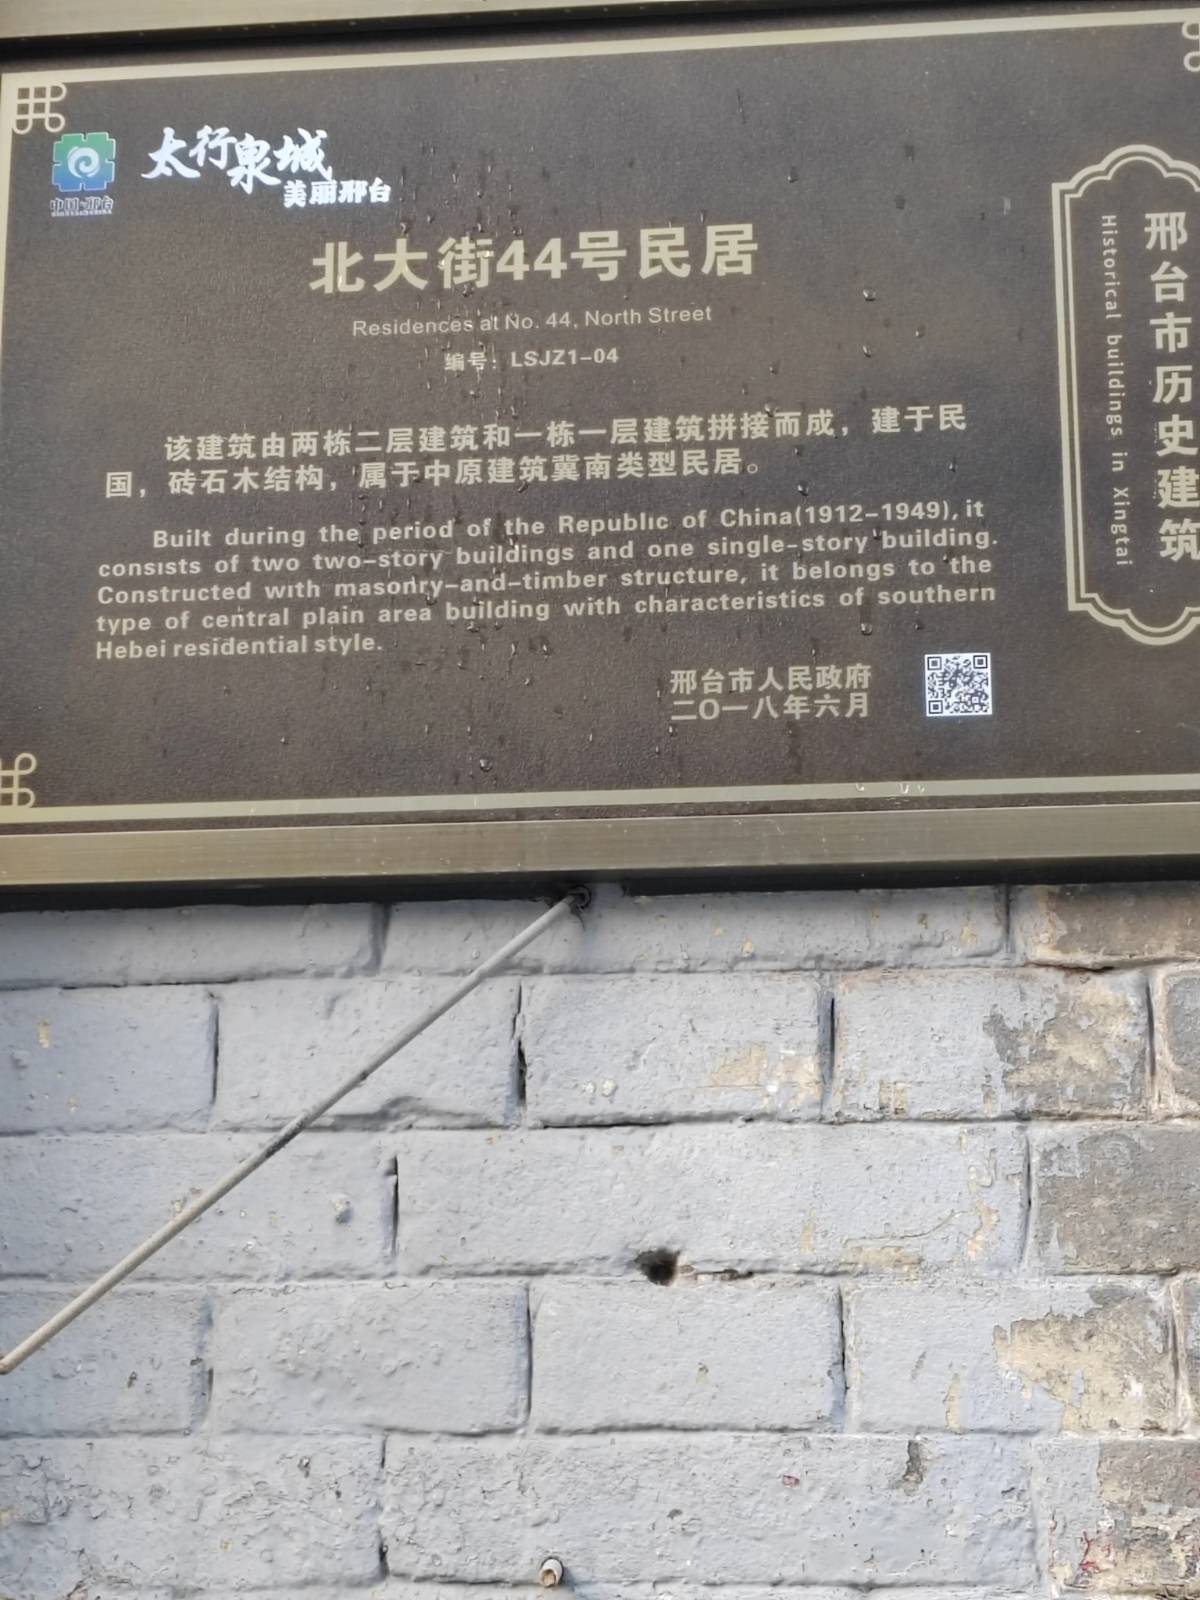 中国·邢台
太行泉城
美丽邢台
北大街44号民居
Residences at No. 44, North Street
编号：LSJZ1-04
该建筑由两栋二层建筑和一栋一层建筑拼接而成，建于民
国，砖石木结构，属于中原建筑冀南类型民居。
Built during the period of the Republic of China(1912-1949), it
consists of two two-story buildings and one single-story building.
Constructed with masonry-and-timber structure, it belongs to the
type of central plain area building with characteristics of southern
Hebei residential style.
邢台市人民政府
二〇一八年六月
邢台市历史建筑
Historical buildings in Xingtai